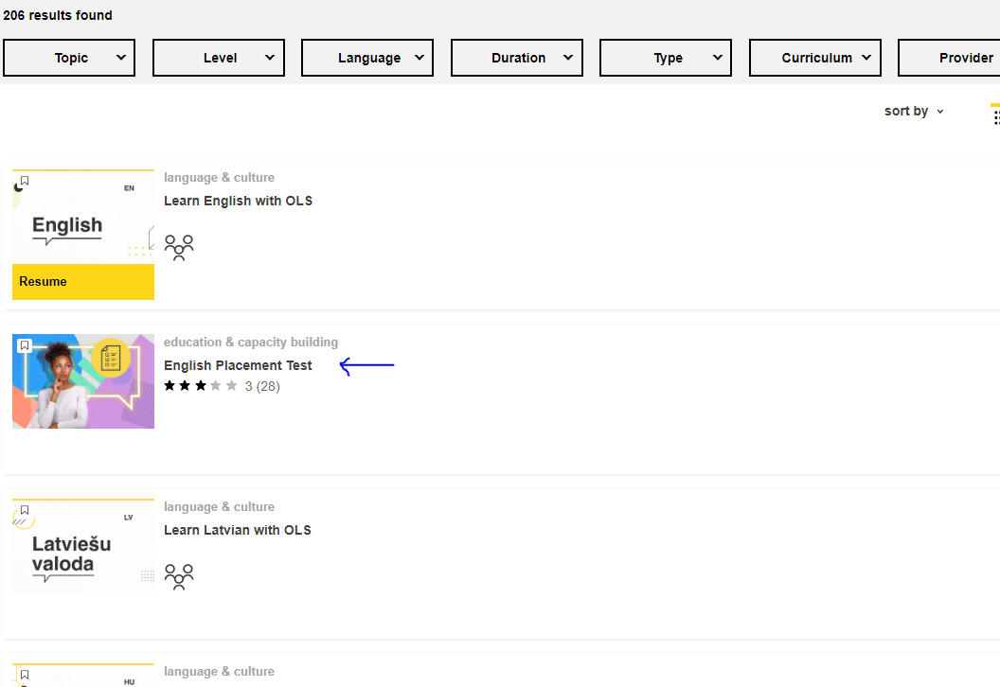 206 results found
Topic Level Language Duration Type Curriculum Provider
sort by
language & culture
EN
Learn English with OLS
English
Resume
education & capacity building
English Placement Test
3 (28)
language & culture
LV
Learn Latvian with OLS
Latviešu
valoda
language & culture
HU